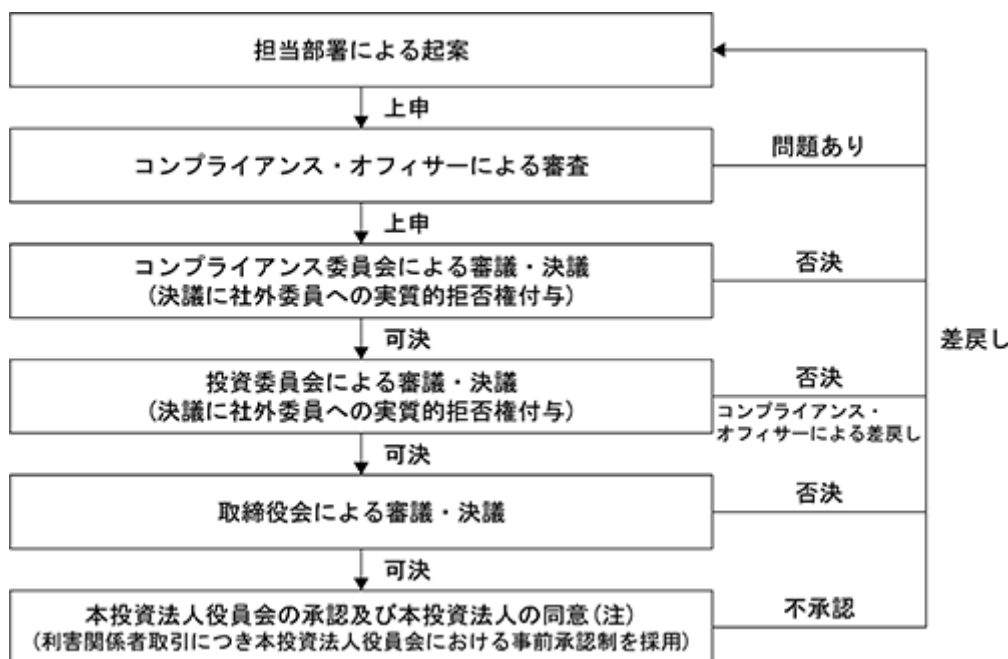 担当部署による起案
上申
コンプライアンス・オフィサーによる審査
問題あり
上申
コンプライアンス委員会による審議・決議
(決議に社外委員への実質的拒否権付与)
否決
可決
差戻し
投資委員会による審議・決議
(決議に社外委員への実質的拒否権付与)
否決
コンプライアンス・
オフィサーによる差戻し
可決
取締役会による審議・決議
否決
可決
本投資法人役員会の承認及び本投資法人の同意(注)
(利害関係者取引につき本投資法人役員会における事前承認制を採用)
不承認